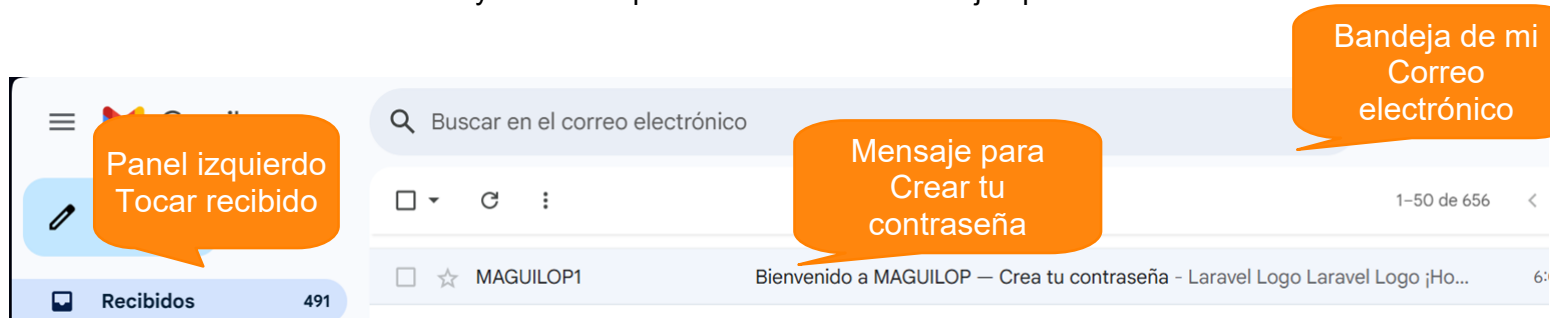 Bandeja de mi
Correo
electrónico
Buscar en el correo electrónico
Panel izquierdo
Tocar recibido
Mensaje para
Crear tu
contraseña
1–50 de 656
MAGUILOP1 Bienvenido a MAGUILOP — Crea tu contraseña - Laravel Logo Laravel Logo ¡Ho...
Recibidos 491